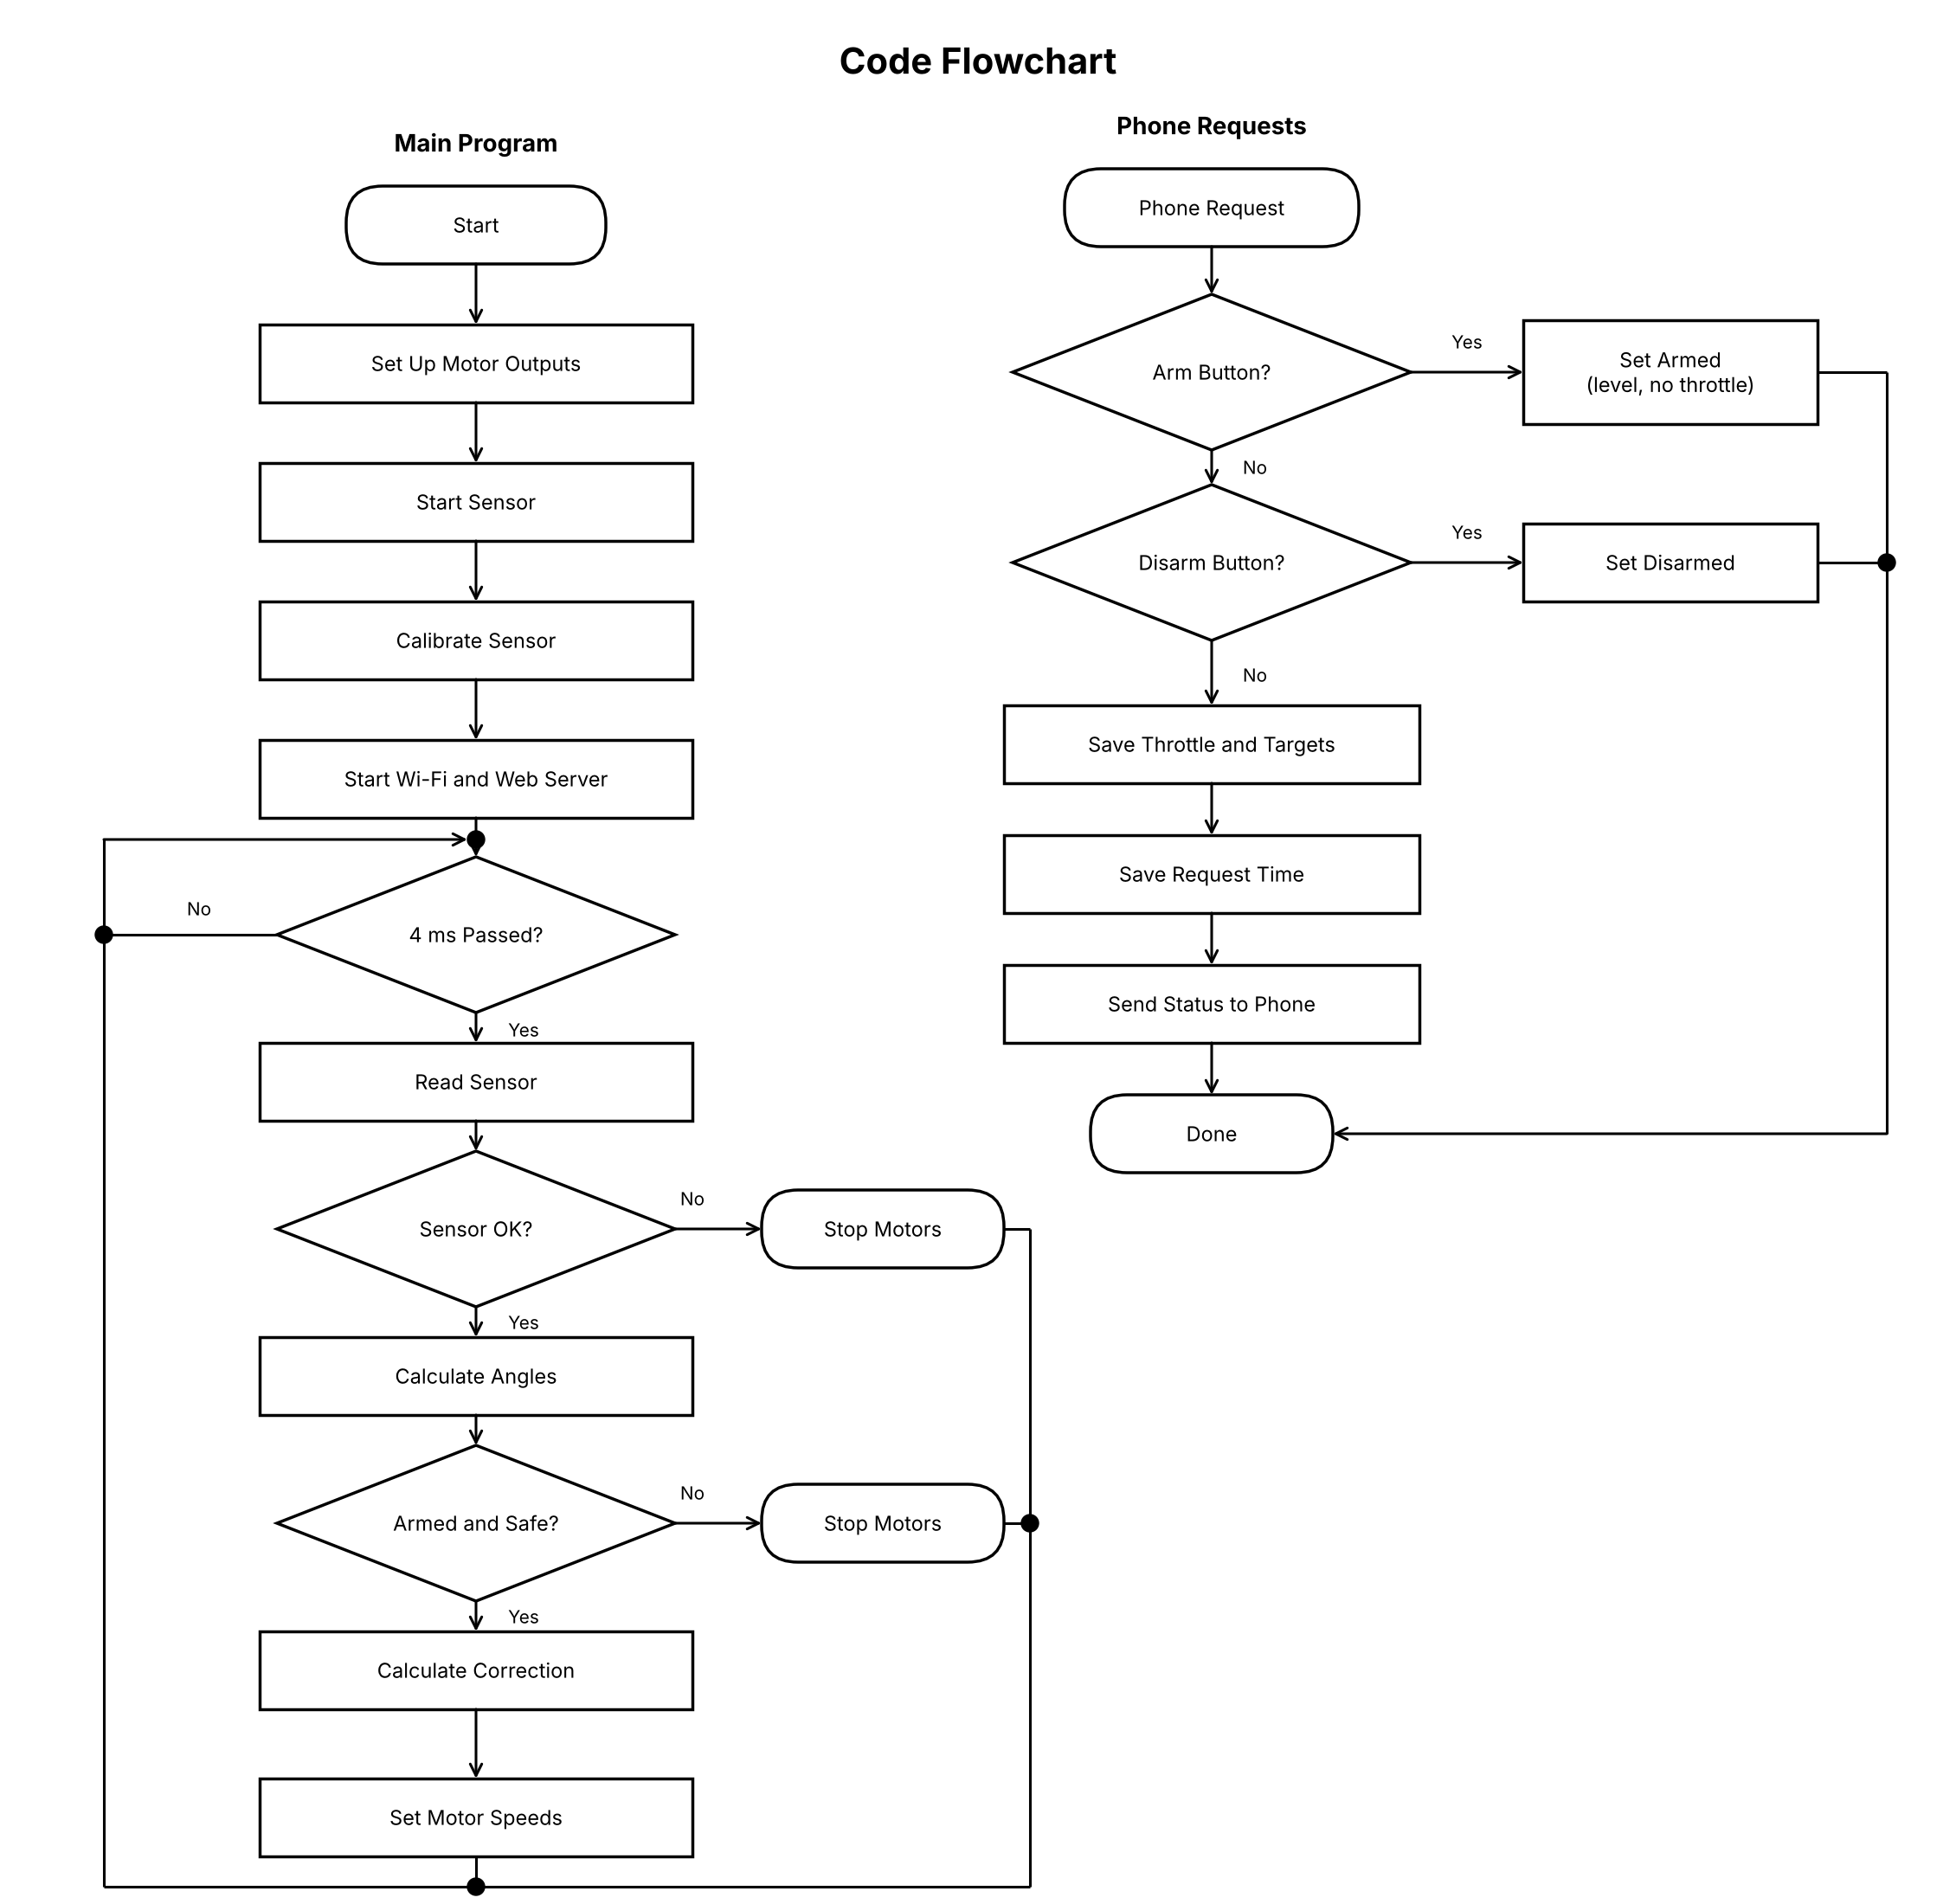 Code Flowchart
Main Program
Start
Set Up Motor Outputs
Start Sensor
Calibrate Sensor
Start Wi-Fi and Web Server
4 ms Passed?
No
Yes
Read Sensor
Sensor OK?
No
Stop Motors
Yes
Calculate Angles
Armed and Safe?
No
Stop Motors
Yes
Calculate Correction
Set Motor Speeds
Phone Requests
Phone Request
Arm Button?
Yes
Set Armed
(level, no throttle)
No
Disarm Button?
Yes
Set Disarmed
No
Save Throttle and Targets
Save Request Time
Send Status to Phone
Done